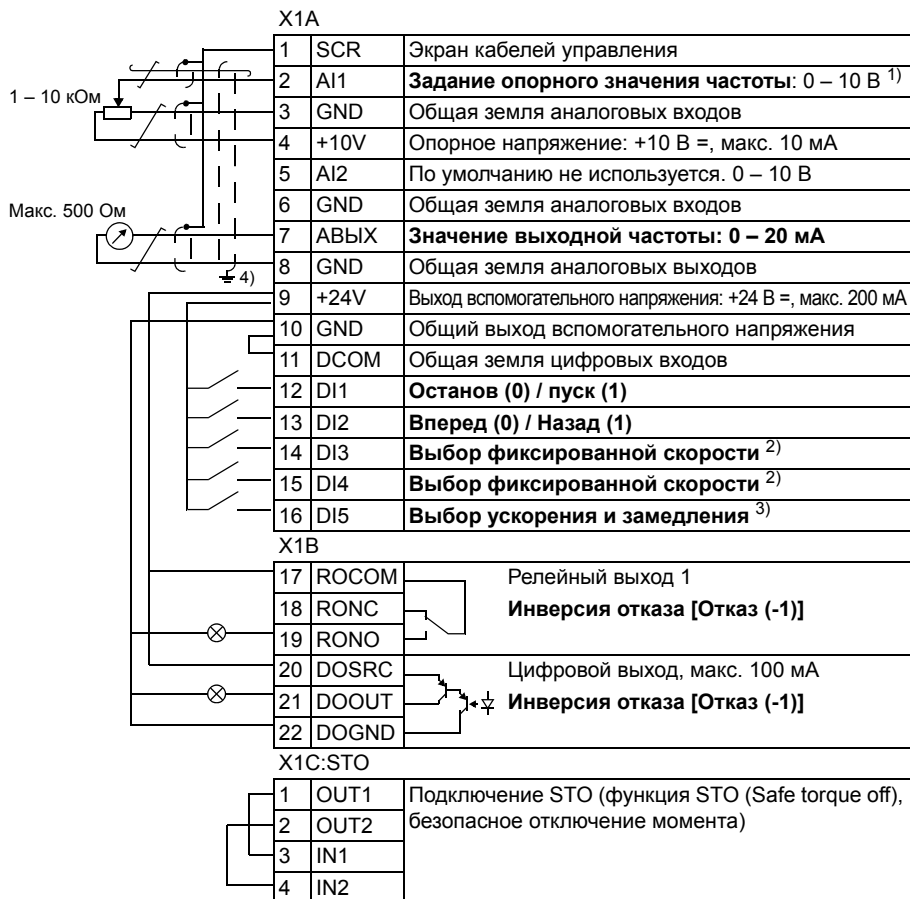 X1A
1 SCR Экран кабелей управления
2 AI1 Задание опорного значения частоты: 0 – 10 В 1)
1 – 10 кОм
3 GND Общая земля аналоговых входов
4 +10V Опорное напряжение: +10 В =, макс. 10 мА
5 AI2 По умолчанию не используется. 0 – 10 В
Макс. 500 Ом
6 GND Общая земля аналоговых входов
7 АВЫХ Значение выходной частоты: 0 – 20 мА
8 GND Общая земля аналоговых выходов
4)
9 +24V Выход вспомогательного напряжения: +24 В =, макс. 200 мА
10 GND Общий выход вспомогательного напряжения
11 DCOM Общая земля цифровых входов
12 DI1 Останов (0) / пуск (1)
13 DI2 Вперед (0) / Назад (1)
14 DI3 Выбор фиксированной скорости 2)
15 DI4 Выбор фиксированной скорости 2)
16 DI5 Выбор ускорения и замедления 3)
X1B
17 ROCOM Релейный выход 1
18 RONC Инверсия отказа [Отказ (-1)]
19 RONO
20 DOSRC Цифровой выход, макс. 100 мА
21 DOOUT Инверсия отказа [Отказ (-1)]
22 DOGND
X1C:STO
1 OUT1 Подключение STO (функция STO (Safe torque off),
2 OUT2 безопасное отключение момента)
3 IN1
4 IN2